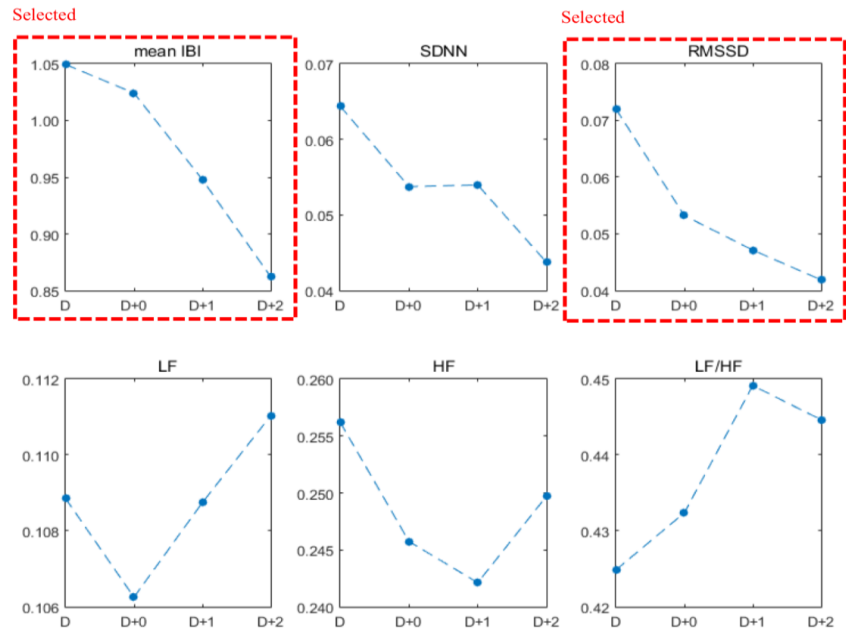 Selected
Selected
mean IBI
SDNN
RMSSD
1.05
1.00
0.95
0.90
0.85
D D+0 D+1 D+2
0.07
0.06
0.05
0.04
D D+0 D+1 D+2
0.08
0.07
0.06
0.05
0.04
D D+0 D+1 D+2
LF
HF
LF/HF
0.112
0.110
0.108
0.106
D D+0 D+1 D+2
0.260
0.255
0.250
0.245
0.240
D D+0 D+1 D+2
0.45
0.44
0.43
0.42
D D+0 D+1 D+2